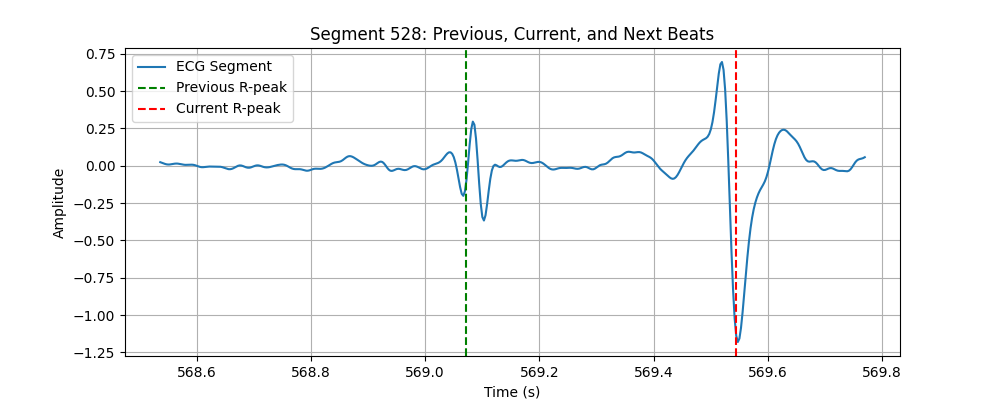 Segment 528: Previous, Current, and Next Beats
ECG Segment
Previous R-peak
Current R-peak
0.75
0.50
0.25
0.00
−0.25
−0.50
−0.75
−1.00
−1.25
Amplitude
568.6 568.8 569.0 569.2 569.4 569.6 569.8
Time (s)